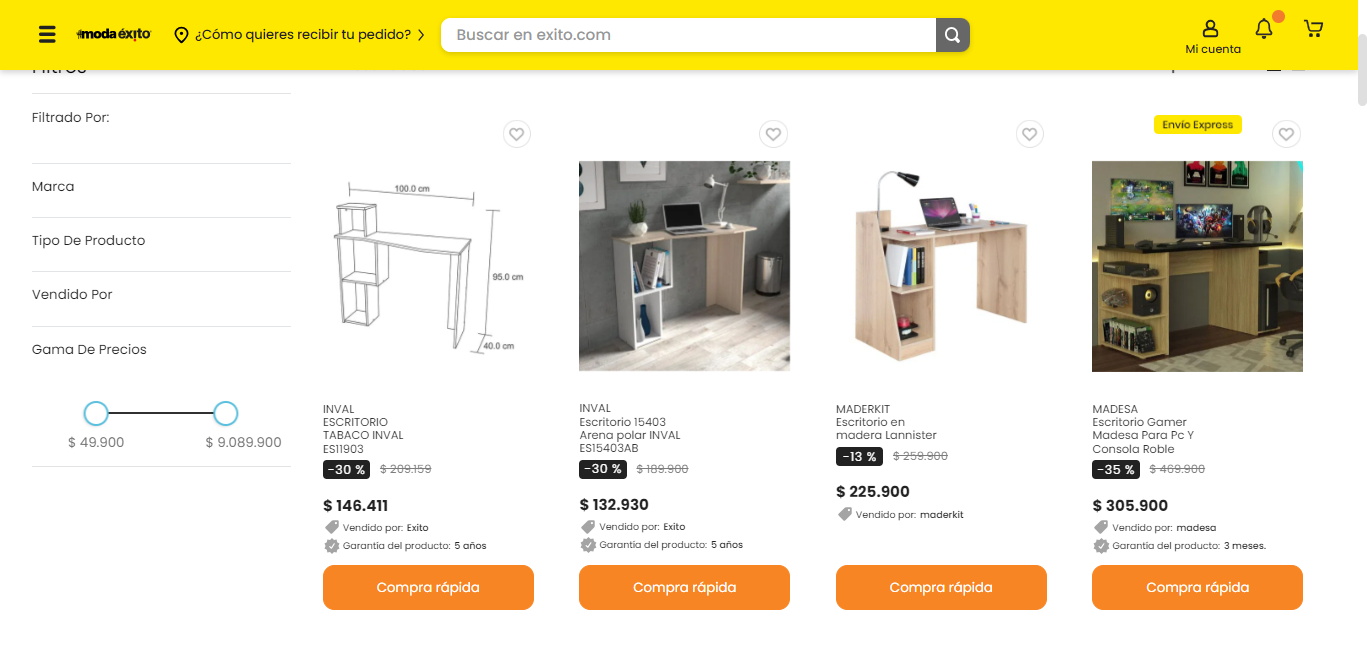 moda éxito
¿Cómo quieres recibir tu pedido?
Buscar en exito.com
Mi cuenta
Filtros
Filtrado Por:
Marca
Tipo De Producto
Vendido Por
Gama De Precios
$ 49.900
$ 9.089.900
100.0 cm
95.0 cm
40.0 cm
INVAL
ESCRITORIO
TABACO INVAL
ES11903
-30 % $ 209.159
$ 146.411
Vendido por: Exito
Garantía del producto: 5 años
Compra rápida
INVAL
Escritorio 15403
Arena polar INVAL
ES15403AB
-30 % $ 189.900
$ 132.930
Vendido por: Exito
Garantía del producto: 5 años
Compra rápida
MADERKIT
Escritorio en
madera Lannister
-13 % $ 259.900
$ 225.900
Vendido por: maderkit
Compra rápida
Envío Express
MADESA
Escritorio Gamer
Madesa Para Pc Y
Consola Roble
-35 % $ 469.900
$ 305.900
Vendido por: madesa
Garantía del producto: 3 meses.
Compra rápida